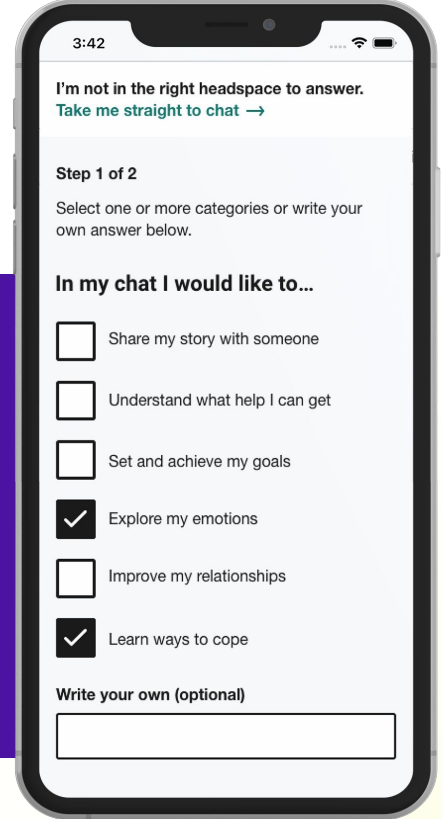 3:42
I’m not in the right headspace to answer.
Take me straight to chat →
Step 1 of 2
Select one or more categories or write your
own answer below.
In my chat I would like to...
Share my story with someone
Understand what help I can get
Set and achieve my goals
Explore my emotions
Improve my relationships
Learn ways to cope
Write your own (optional)